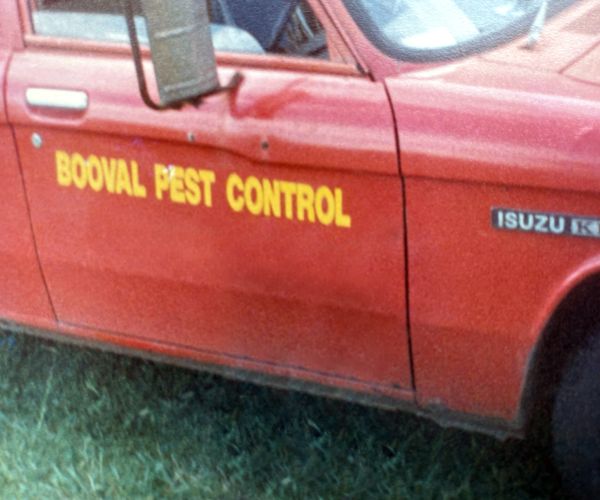 BOOVAL PEST CONTROL
ISUZU K